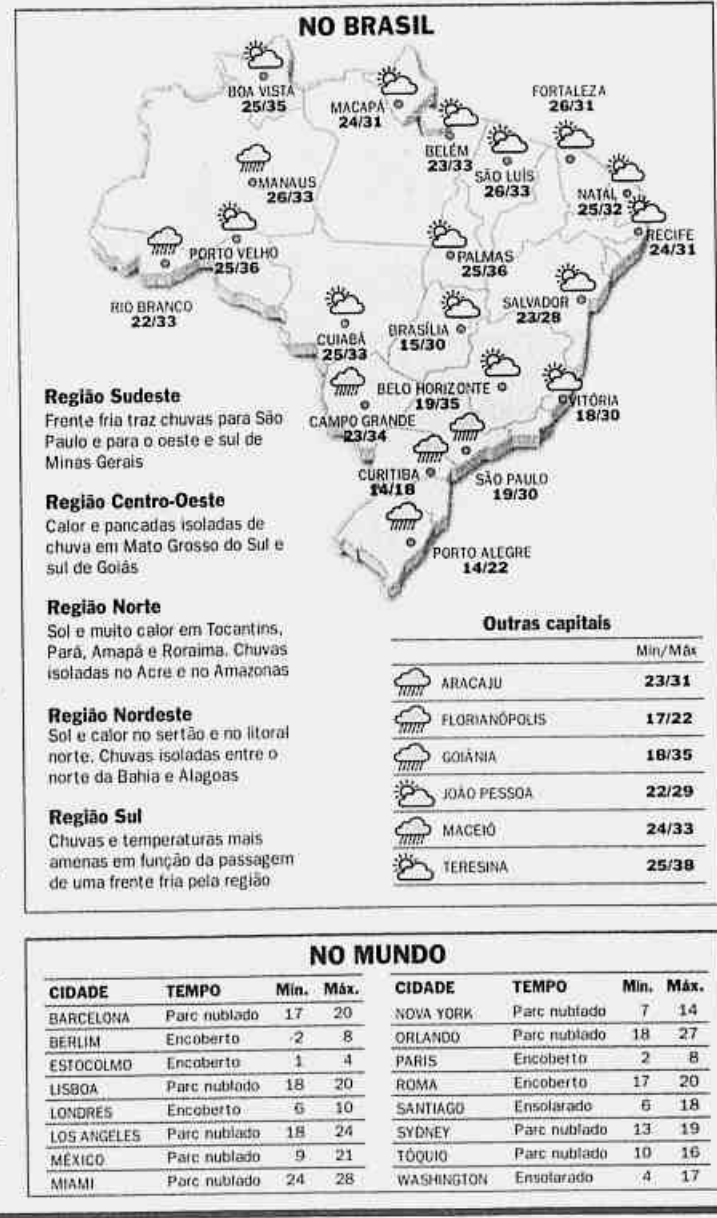 NO BRASIL
BOA VISTA
25/35
MACAPÁ
24/31
FORTALEZA
26/31
BELÉM
23/33
SÃO LUÍS
26/33
MANAUS
26/33
NATAL
25/32
RECIFE
24/31
PORTO VELHO
25/36
PALMAS
25/36
RIO BRANCO
22/33
SALVADOR
23/28
CUIABÁ
25/33
BRASÍLIA
15/30
BELO HORIZONTE
19/35
VITÓRIA
18/30
CAMPO GRANDE
23/34
CURITIBA
14/18
SÃO PAULO
19/30
PORTO ALEGRE
14/22
Região Sudeste
Frente fria traz chuvas para São
Paulo e para o oeste e sul de
Minas Gerais
Região Centro-Oeste
Calor e pancadas isoladas de
chuva em Mato Grosso do Sul e
sul de Goiás
Região Norte
Sol e muito calor em Tocantins,
Pará, Amapá e Roraima. Chuvas
isoladas no Acre e no Amazonas
Região Nordeste
Sol e calor no sertão e no litoral
norte. Chuvas isoladas entre o
norte da Bahia e Alagoas
Região Sul
Chuvas e temperaturas mais
amenas em função da passagem
de uma frente fria pela região
Outras capitais
Min/Máx
ARACAJU 23/31
FLORIANÓPOLIS 17/22
GOIÂNIA 18/35
JOÃO PESSOA 22/29
MACEIÓ 24/33
TERESINA 25/38
NO MUNDO
CIDADE TEMPO Min. Máx.
BARCELONA Parc nublado 17 20
BERLIM Encoberto -2 8
ESTOCOLMO Encoberto 1 4
LISBOA Parc nublado 18 20
LONDRES Encoberto 6 10
LOS ANGELES Parc nublado 18 24
MÉXICO Parc nublado 9 21
MIAMI Parc nublado 24 28
CIDADE TEMPO Min. Máx.
NOVA YORK Parc nublado 7 14
ORLANDO Parc nublado 18 27
PARIS Encoberto 2 8
ROMA Encoberto 17 20
SANTIAGO Ensolarado 6 18
SYDNEY Parc nublado 13 19
TÓQUIO Parc nublado 10 16
WASHINGTON Ensolarado 4 17